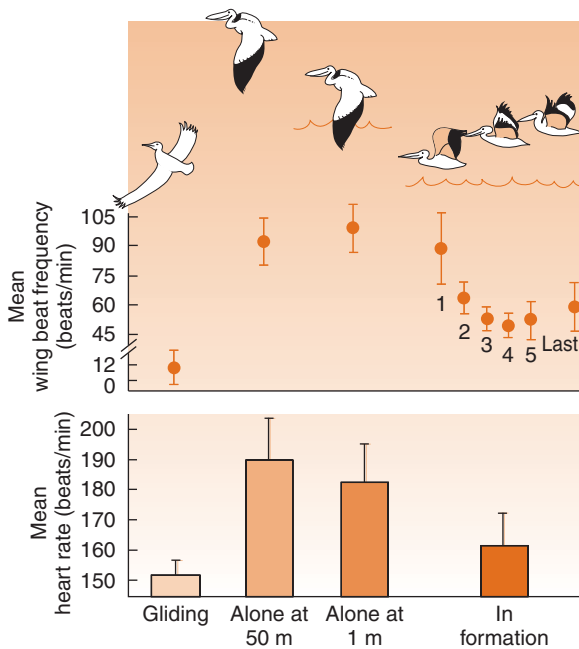 Mean
wing beat frequency
(beats/min)
105
90
75
60
45
12
0
1
2
3
4
5
Last
Mean
heart rate (beats/min)
200
190
180
170
160
150
Gliding
Alone at
50 m
Alone at
1 m
In
formation